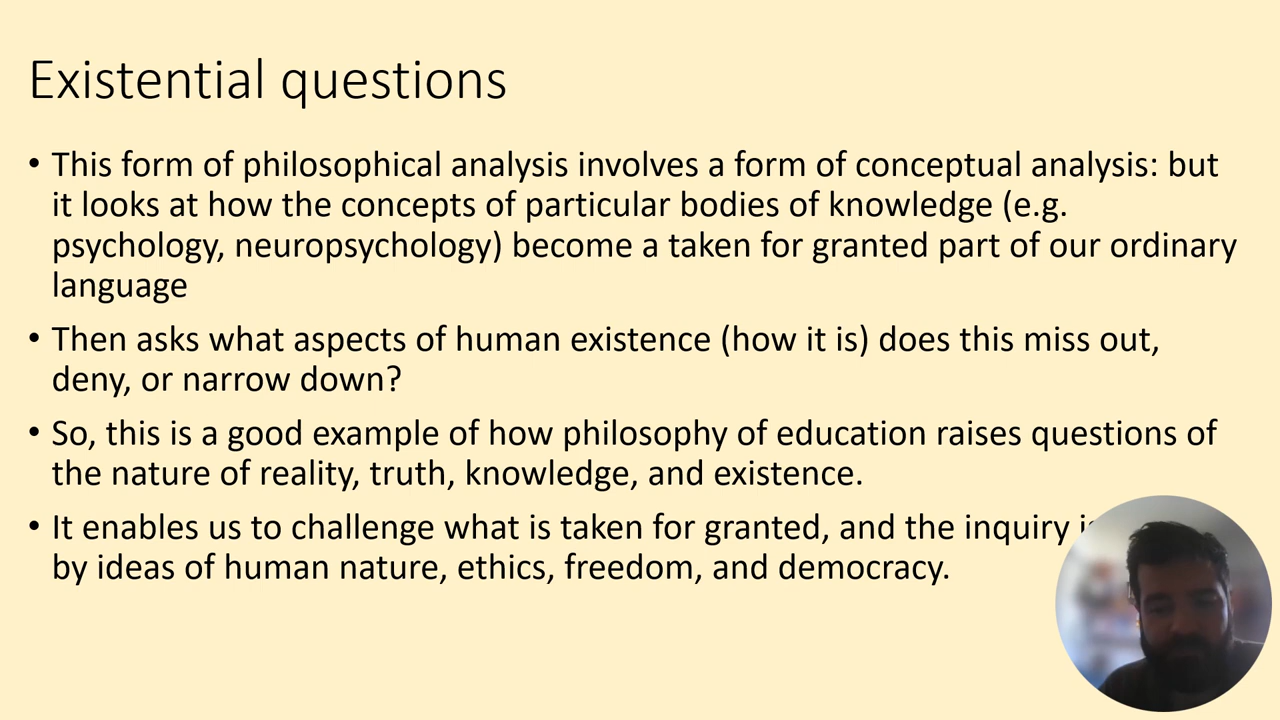 Existential questions
• This form of philosophical analysis involves a form of conceptual analysis: but
it looks at how the concepts of particular bodies of knowledge (e.g.
psychology, neuropsychology) become a taken for granted part of our ordinary
language
• Then asks what aspects of human existence (how it is) does this miss out,
deny, or narrow down?
• So, this is a good example of how philosophy of education raises questions of
the nature of reality, truth, knowledge, and existence.
• It enables us to challenge what is taken for granted, and the inquiry
by ideas of human nature, ethics, freedom, and democracy.